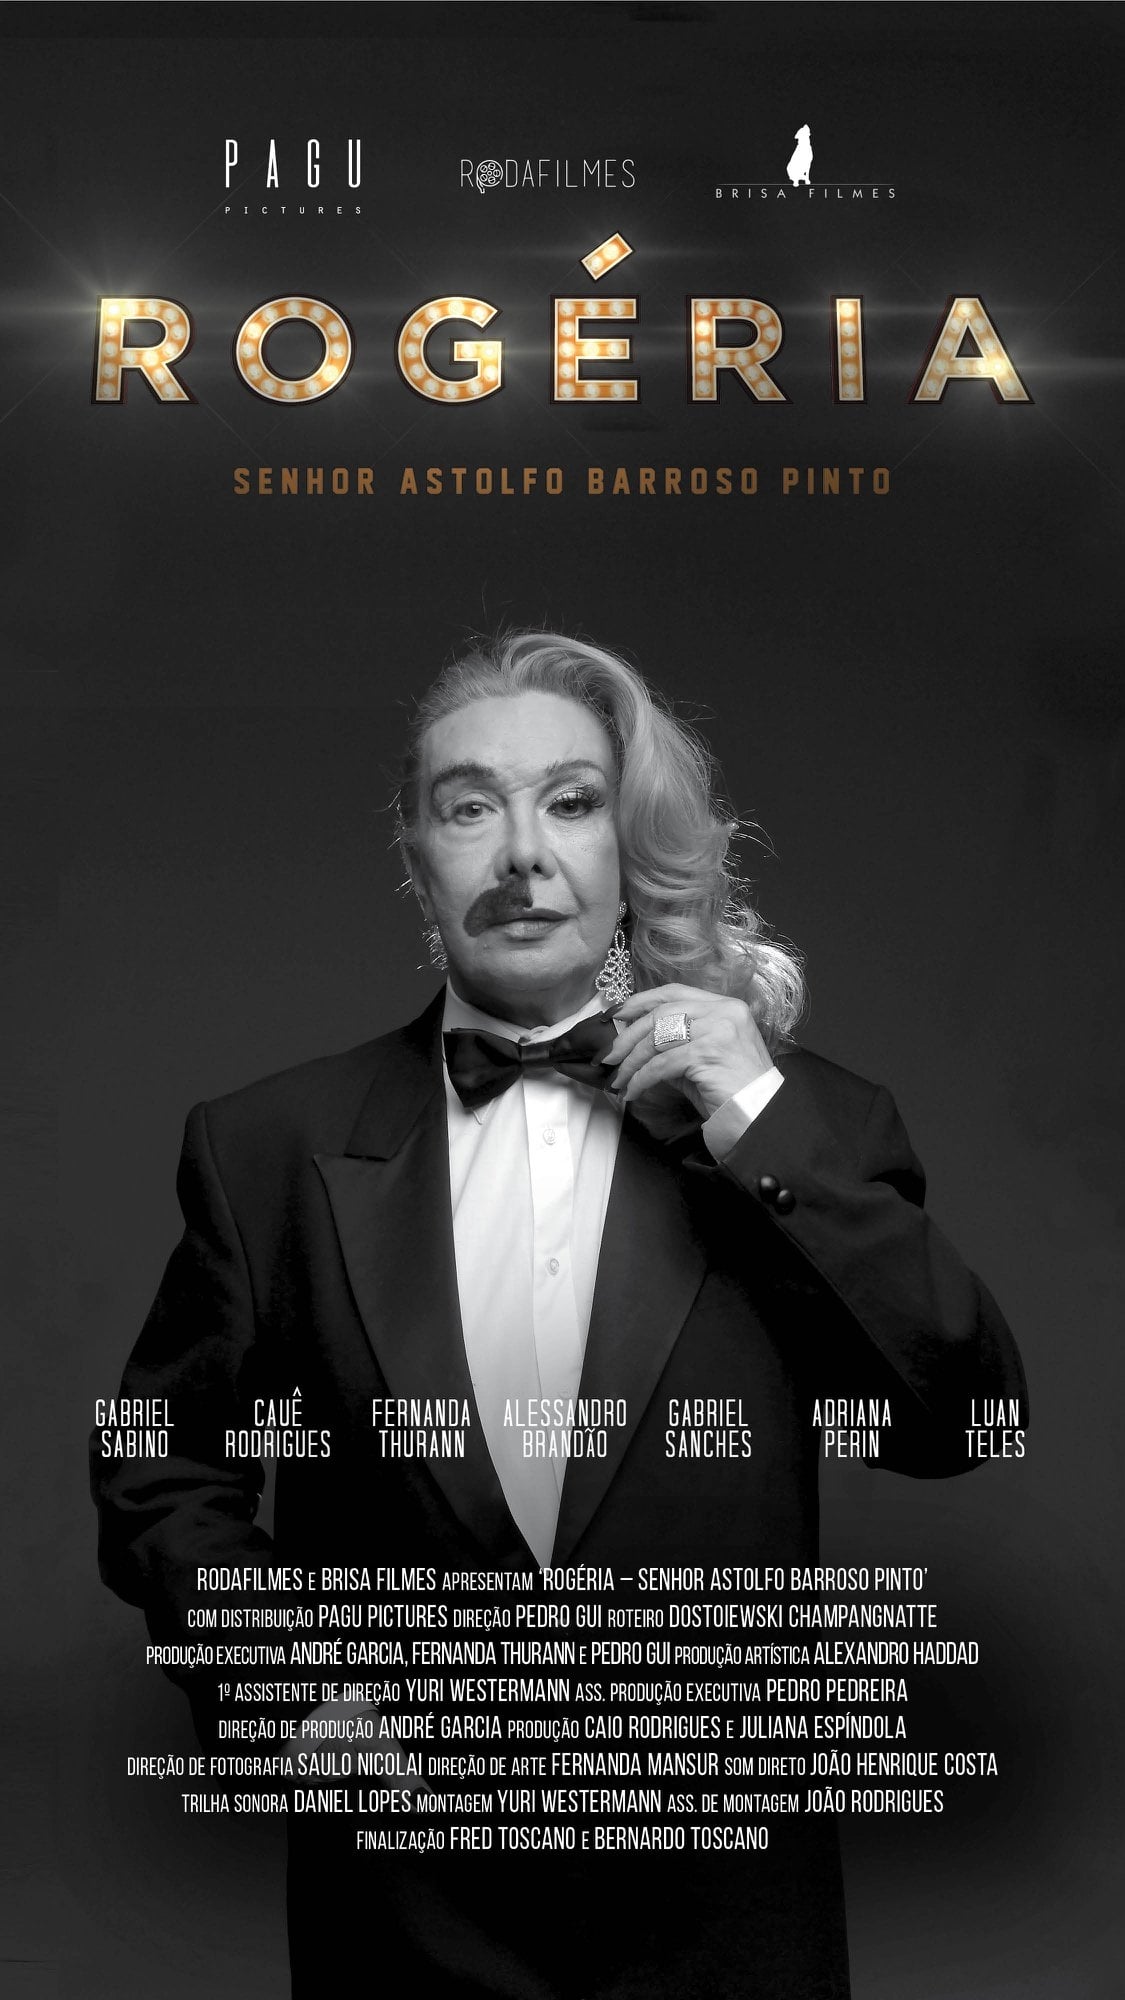 PAGU
PICTURES
RODAFILMES
BRISA FILMES
ROGÉRIA
SENHOR ASTOLFO BARROSO PINTO
GABRIEL SABINO
CAUÊ RODRIGUES
FERNANDA THURANN
ALESSANDRO BRANDÃO
GABRIEL SANCHES
ADRIANA PERIN
LUAN TELES
RODAFILMES E BRISA FILMES APRESENTAM 'ROGÉRIA – SENHOR ASTOLFO BARROSO PINTO'
COM DISTRIBUIÇÃO PAGU PICTURES DIREÇÃO PEDRO GUI ROTEIRO DOSTOIEWSKI CHAMPANGNATTE
PRODUÇÃO EXECUTIVA ANDRÉ GARCIA, FERNANDA THURANN E PEDRO GUI PRODUÇÃO ARTÍSTICA ALEXANDRO HADDAD
1º ASSISTENTE DE DIREÇÃO YURI WESTERMANN ASS. PRODUÇÃO EXECUTIVA PEDRO PEDREIRA
DIREÇÃO DE PRODUÇÃO ANDRÉ GARCIA PRODUÇÃO CAIO RODRIGUES E JULIANA ESPÍNDOLA
DIREÇÃO DE FOTOGRAFIA SAULO NICOLAI DIREÇÃO DE ARTE FERNANDA MANSUR SOM DIRETO JOÃO HENRIQUE COSTA
TRILHA SONORA DANIEL LOPES MONTAGEM YURI WESTERMANN ASS. DE MONTAGEM JOÃO RODRIGUES
FINALIZAÇÃO FRED TOSCANO E BERNARDO TOSCANO